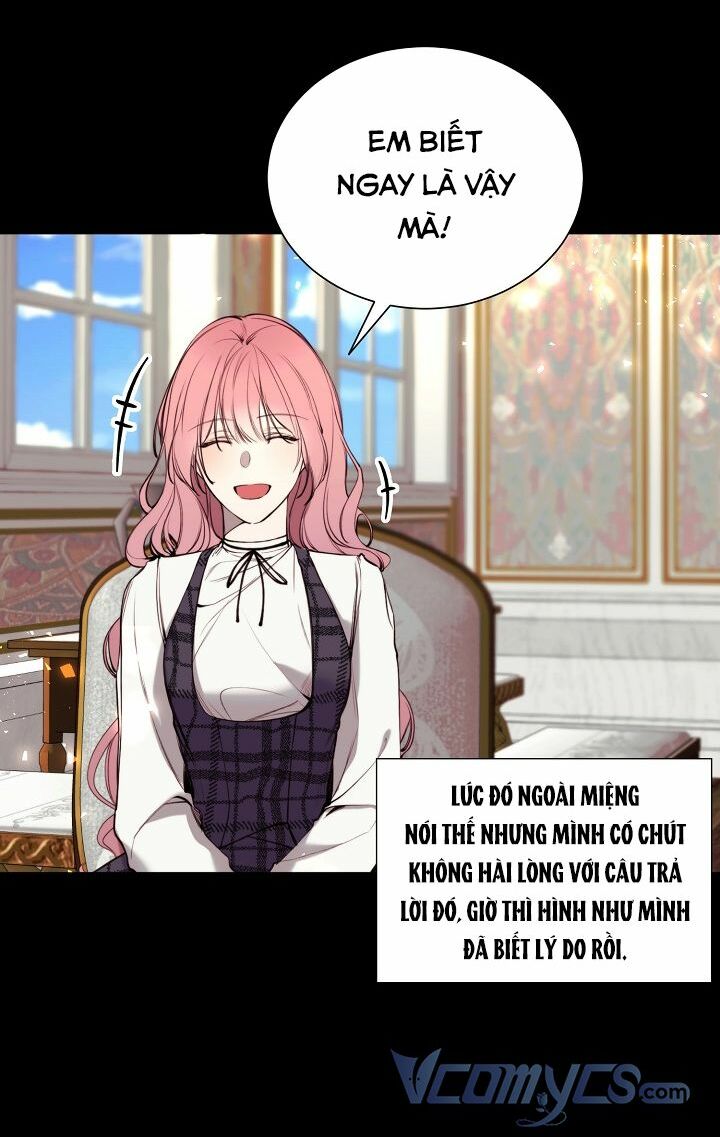 EM BIẾT
NGAY LÀ VẬY
MÀ!
LÚC ĐÓ NGOÀI MIỆNG
NÓI THẾ NHƯNG MÌNH CÓ CHÚT
KHÔNG HÀI LÒNG VỚI CÂU TRẢ
LỜI ĐÓ, GIỜ THÌ HÌNH NHƯ MÌNH
ĐÃ BIẾT LÝ DO RỒI.
VCOMYCS.com